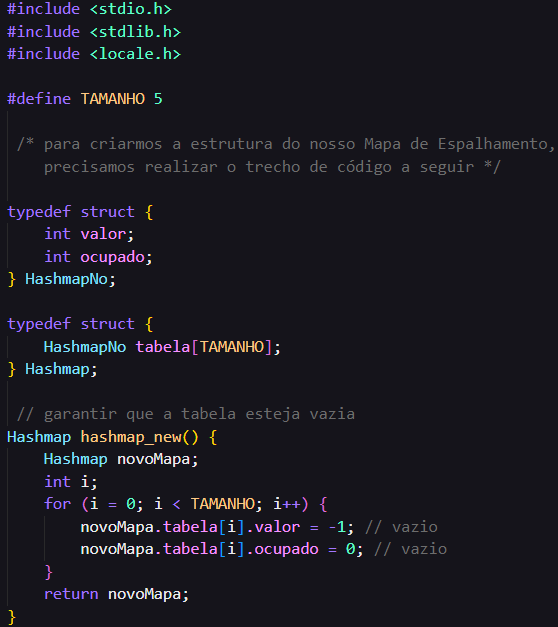 #include <stdio.h>
#include <stdlib.h>
#include <locale.h>
#define TAMANHO 5
/* para criarmos a estrutura do nosso Mapa de Espalhamento,
precisamos realizar o trecho de código a seguir */
typedef struct {
int valor;
int ocupado;
} HashmapNo;
typedef struct {
HashmapNo tabela[TAMANHO];
} Hashmap;
// garantir que a tabela esteja vazia
Hashmap hashmap_new() {
Hashmap novoMapa;
int i;
for (i = 0; i < TAMANHO; i++) {
novoMapa.tabela[i].valor = -1; // vazio
novoMapa.tabela[i].ocupado = 0; // vazio
}
return novoMapa;
}